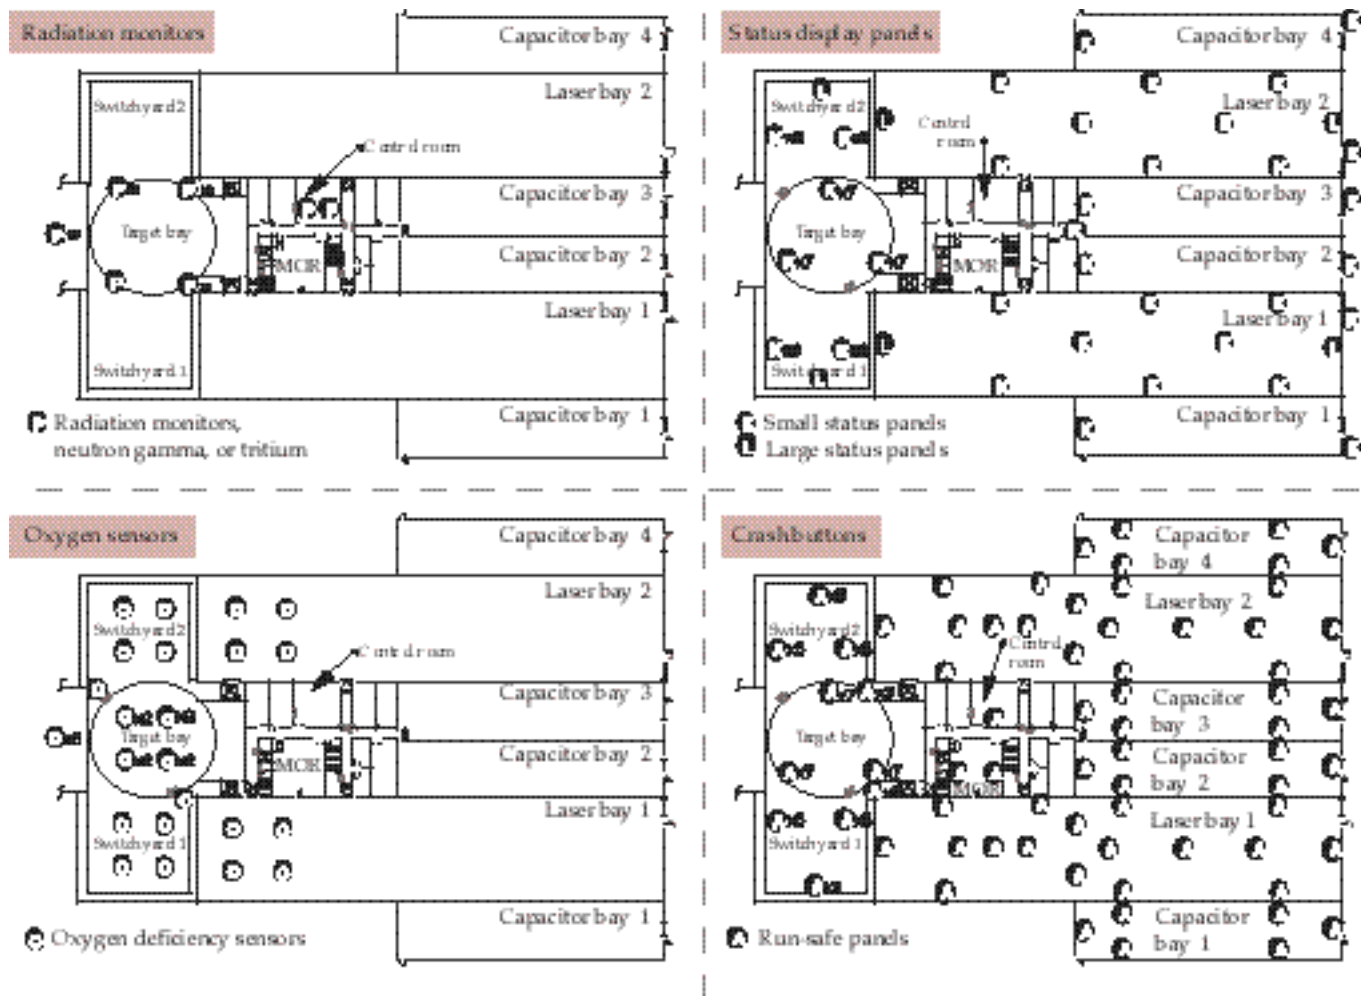 Radiation monitors
Capacitor bay 4
Laser bay 2
Switchyard 2
Control room
Capacitor bay 3
Target bay
Capacitor bay 2
MOR
Laser bay 1
Switchyard 1
Capacitor bay 1
Radiation monitors,
neutron gamma, or tritium
Status display panels
Capacitor bay 4
Laser bay 2
Switchyard 2
Control
room
Capacitor bay 3
Target bay
Capacitor bay 2
MOR
Laser bay 1
Switchyard 1
Capacitor bay 1
Small status panels
Large status panels
Oxygen sensors
Capacitor bay 4
Laser bay 2
Switchyard 2
Control room
Capacitor bay 3
Target bay
Capacitor bay 2
MOR
Laser bay 1
Switchyard 1
Capacitor bay 1
Oxygen deficiency sensors
Crash buttons
Capacitor
bay 4
Laser bay 2
Switchyard 2
Control
room
Capacitor
bay 3
Target bay
Capacitor
bay 2
MOR
Laser bay 1
Switchyard 1
Capacitor
bay 1
Run-safe panels